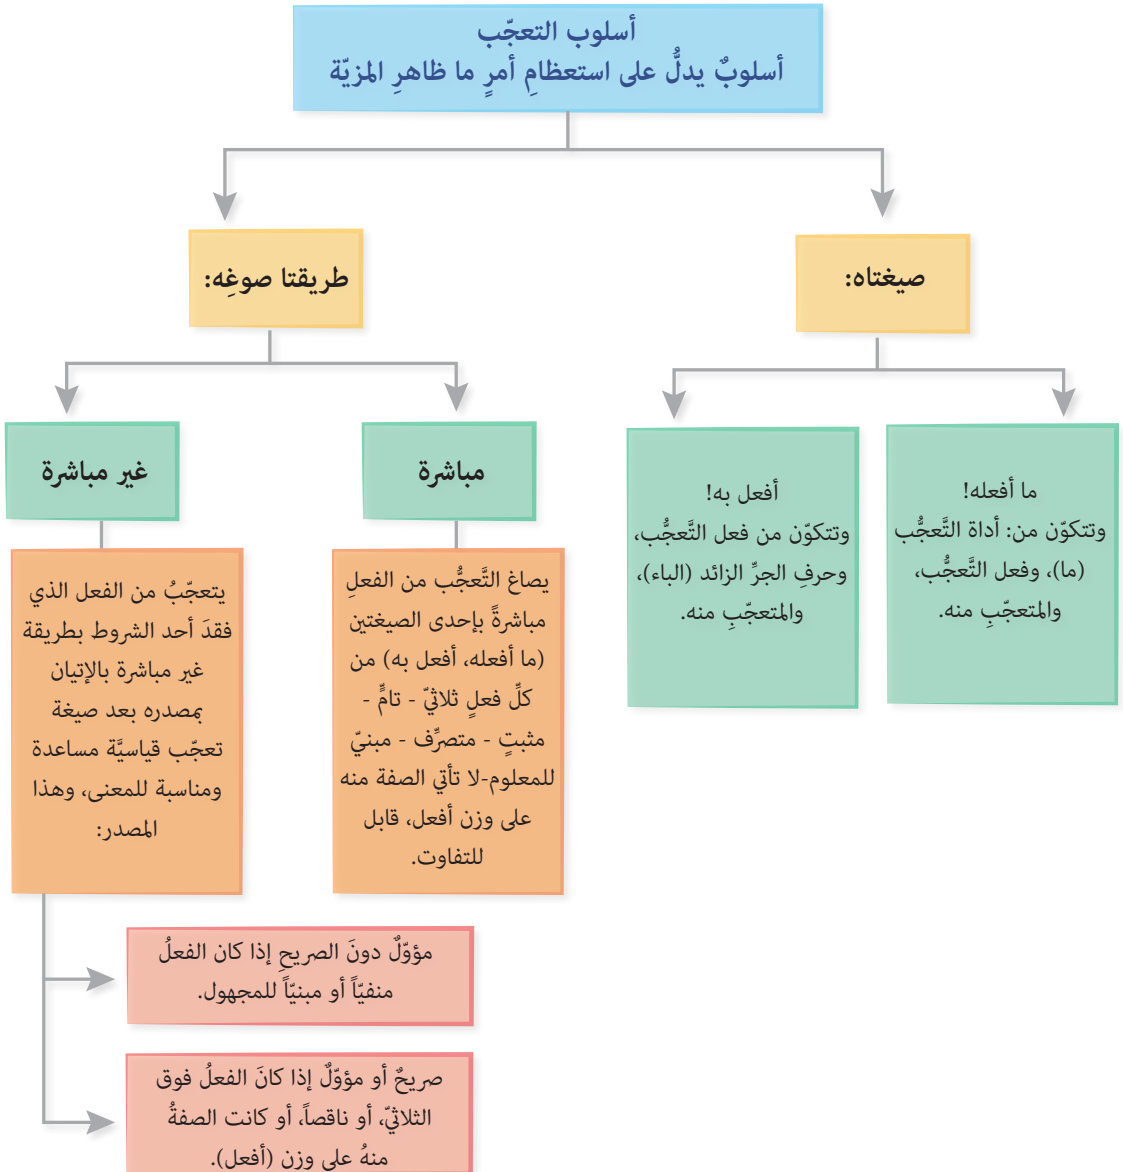 أسلوب التعجّب
أسلوبٌ يدلُّ على استعظامِ أمرٍ ما ظاهرِ المزيّة
صيغتاه:
ما أفعله!
وتتكوّن من: أداة التَّعجُّب
(ما)، وفعل التَّعجُّب،
والمتعجّبِ منه.
أفعل به!
وتتكوّن من فعل التَّعجُّب،
وحرفِ الجرِّ الزائد (الباء)،
والمتعجّبِ منه.
طريقتا صوغِه:
مباشرة
يصاغ التَّعجُّب من الفعلِ
مباشرةً بإحدى الصيغتين
(ما أفعله، أفعل به) من
كلِّ فعلٍ ثلاثيّ - تامٍّ -
مثبتٍ - متصرِّف - مبنيّ
للمعلوم-لا تأتي الصفة منه
على وزن أفعل، قابل
للتفاوت.
غير مباشرة
يتعجّبُ من الفعل الذي
فقدَ أحد الشروط بطريقة
غير مباشرة بالإتيان
بمصدره بعد صيغة
تعجّب قياسيَّة مساعدة
ومناسبة للمعنى، وهذا
المصدر:
مؤوّلٌ دونَ الصريحِ إذا كان الفعلُ
منفيّاً أو مبنيّاً للمجهول.
صريحٌ أو مؤوّلٌ إذا كانَ الفعلُ فوق
الثلاثيّ، أو ناقصاً، أو كانت الصفةُ
منهُ على وزن (أفعل).